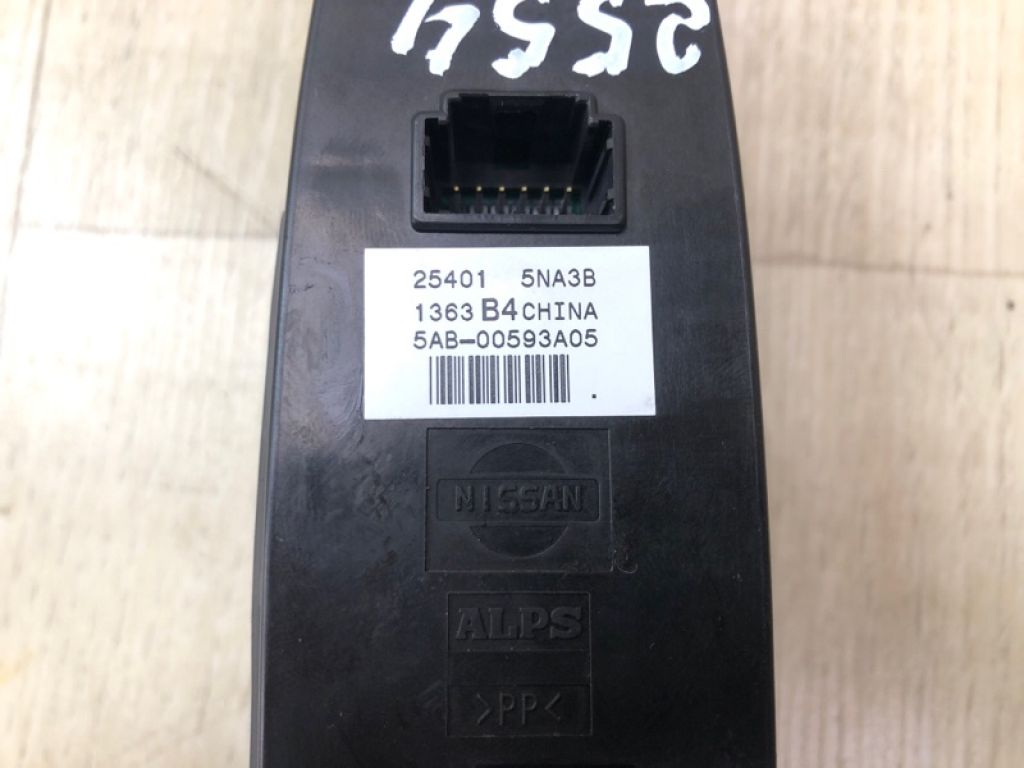 2554
25401 5NA3B
1363 B4 CHINA
5AB-00593A05
NISSAN
ALPS
>PP<